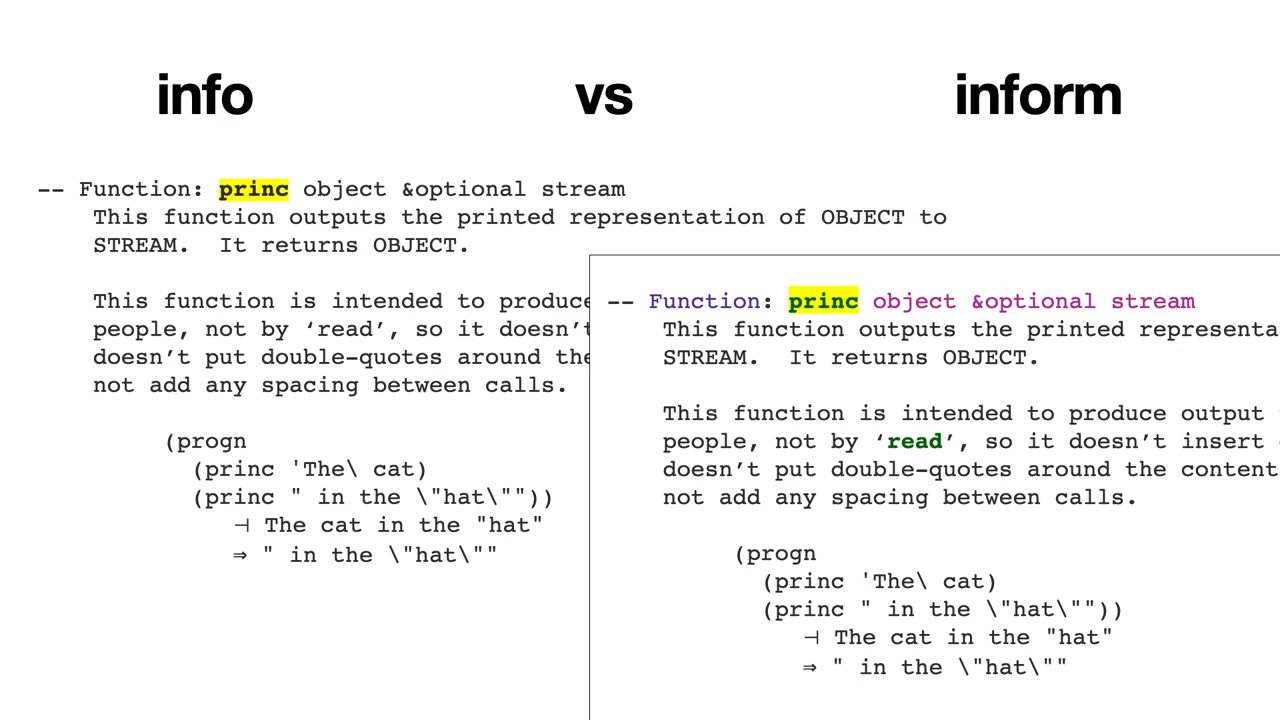 info vs inform
-- Function: princ object &optional stream
This function outputs the printed representation of OBJECT to
STREAM.  It returns OBJECT.
This function is intended to produce
people, not by ‘read’, so it doesn’t
doesn’t put double-quotes around the
not add any spacing between calls.
(progn
(princ 'The\ cat)
(princ " in the \"hat\""))
⊣ The cat in the "hat"
⇒ " in the \"hat\""
-- Function: princ object &optional stream
This function outputs the printed representa
STREAM.  It returns OBJECT.
This function is intended to produce output
people, not by ‘read’, so it doesn’t insert
doesn’t put double-quotes around the content
not add any spacing between calls.
(progn
(princ 'The\ cat)
(princ " in the \"hat\""))
⊣ The cat in the "hat"
⇒ " in the \"hat\""